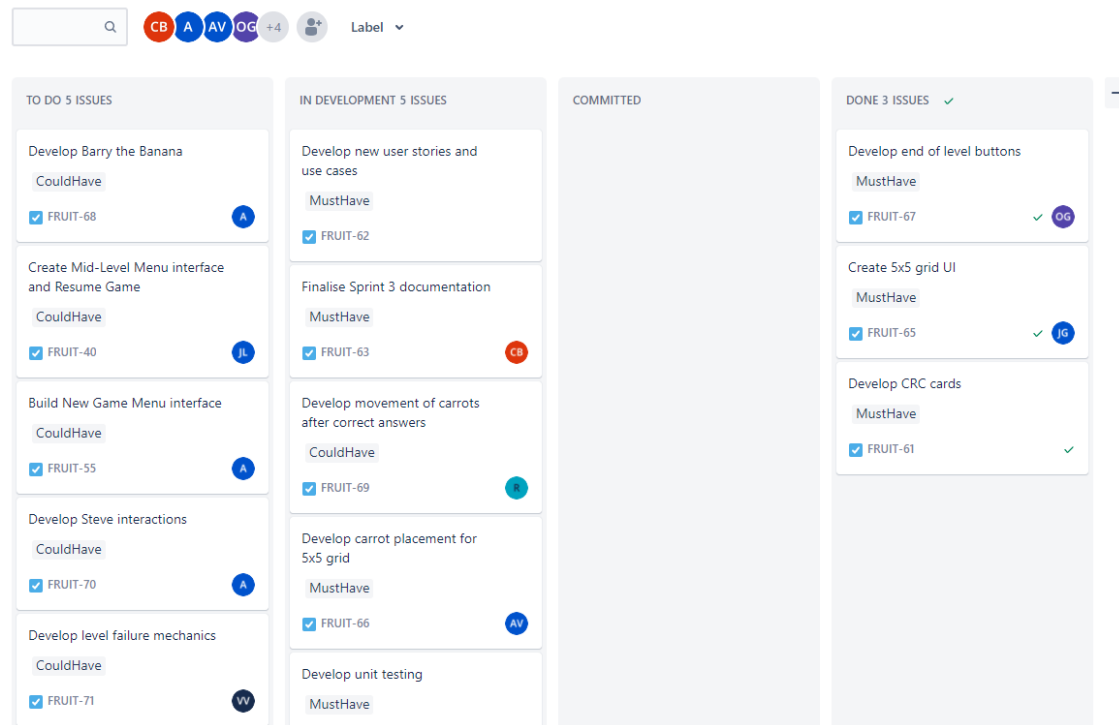 CB A AV OG +4 Label
TO DO 5 ISSUES
Develop Barry the Banana
CouldHave
FRUIT-68 A
Create Mid-Level Menu interface
and Resume Game
CouldHave
FRUIT-40 JL
Build New Game Menu interface
CouldHave
FRUIT-55 A
Develop Steve interactions
CouldHave
FRUIT-70 A
Develop level failure mechanics
CouldHave
FRUIT-71 VV
IN DEVELOPMENT 5 ISSUES
Develop new user stories and
use cases
MustHave
FRUIT-62
Finalise Sprint 3 documentation
MustHave
FRUIT-63 CB
Develop movement of carrots
after correct answers
CouldHave
FRUIT-69 R
Develop carrot placement for
5x5 grid
MustHave
FRUIT-66 AV
Develop unit testing
MustHave
COMMITTED
DONE 3 ISSUES
Develop end of level buttons
MustHave
FRUIT-67 OG
Create 5x5 grid UI
MustHave
FRUIT-65 JG
Develop CRC cards
MustHave
FRUIT-61